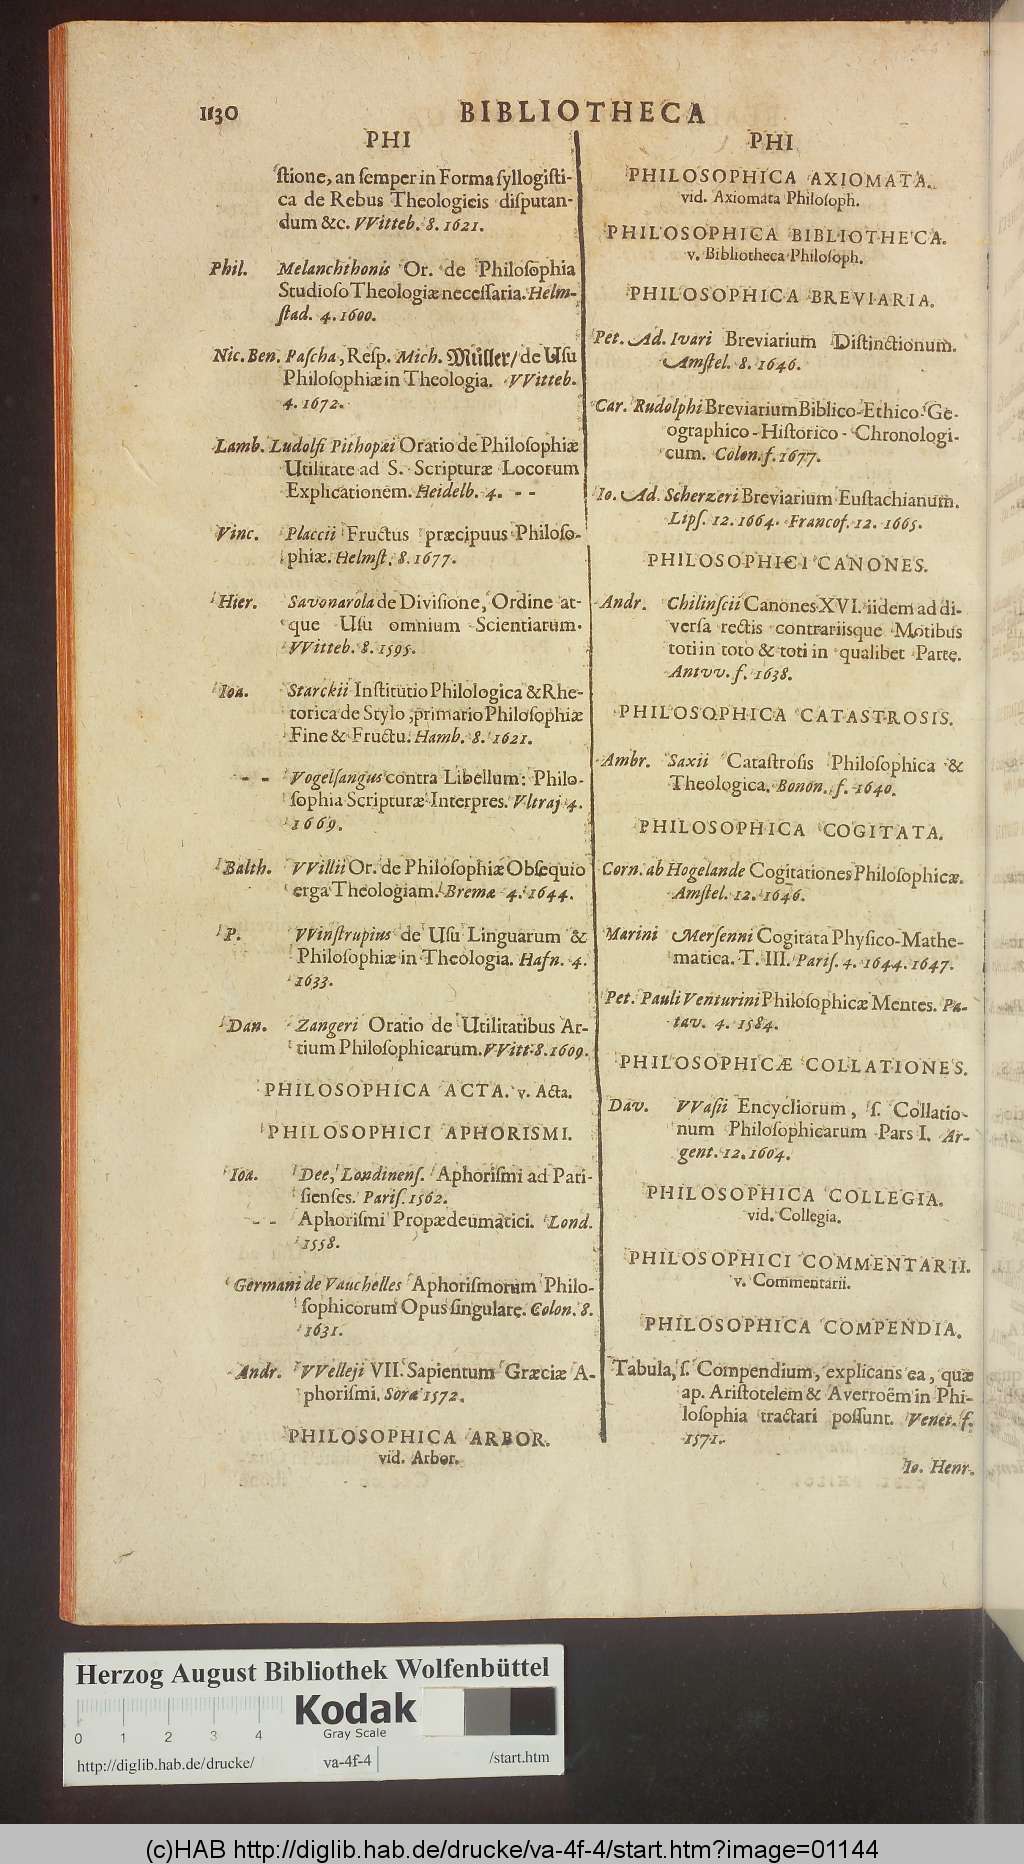 1130 BIBLIOTHECA
PHI
ſtione, an ſemper in Forma ſyllogiſti-
ca de Rebus Theologicis diſputan-
dum &c. VVitteb. 8. 1621.
Phil. Melanchthonis Or. de Philoſophia
Studioſo Theologiæ neceſſaria. Helm-
ſtad. 4. 1600.
Nic. Ben. Paſcha, Reſp. Mich. Müller/ de Uſu
Philoſophiæ in Theologia. VVitteb.
4. 1672.
Lamb. Ludolfi Pithopæi Oratio de Philoſophiæ
Utilitate ad S. Scripturæ Locorum
Explicationem. Heidelb. 4. - -
Vinc. Placcii Fructus præcipuus Philoſo-
phiæ. Helmſt. 8. 1677.
Hier. Savonarola de Diviſione, Ordine at-
que Uſu omnium Scientiarum.
VVitteb. 8. 1595.
Ioa. Starckii Inſtitutio Philologica & Rhe-
torica de Stylo, primario Philoſophiæ
Fine & Fructu. Hamb. 8. 1621.
- - Vogelſangus contra Libellum: Philo-
ſophia Scripturæ Interpres. Vltraj. 4.
1669.
Balth. VVillii Or. de Philoſophiæ Obſequio
erga Theologiam. Bremæ 4. 1644.
P. VVinſtrupius de Uſu Linguarum &
Philoſophiæ in Theologia. Hafn. 4.
1633.
Dan. Zangeri Oratio de Utilitatibus Ar-
tium Philoſophicarum. VVitt. 8. 1609.
PHILOSOPHICA ACTA. v. Acta.
PHILOSOPHICI APHORISMI.
Ioa. Dee, Londinenſ. Aphoriſmi ad Pari-
ſienſes. Pariſ. 1562.
- - Aphoriſmi Propædeumatici. Lond.
1558.
Germani de Vauchelles Aphoriſmorum Philo-
ſophicorum Opus ſingulare. Colon. 8.
1631.
Andr. VVelleji VII. Sapientum Græciæ A-
phoriſmi. Soræ 1572.
PHILOSOPHICA ARBOR.
vid. Arbor.
PHI
PHILOSOPHICA AXIOMATA.
vid. Axiomata Philoſoph.
PHILOSOPHICA BIBLIOTHECA.
v. Bibliotheca Philoſoph.
PHILOSOPHICA BREVIARIA.
Pet. Ad. Ivari Breviarium Diſtinctionum.
Amſtel. 8. 1646.
Car. Rudolphi Breviarium Biblico-Ethico-Ge-
ographico-Hiſtorico-Chronologi-
cum. Colon. f. 1677.
Io. Ad. Scherzeri Breviarium Euſtachianum.
Lipſ. 12. 1664. Francof. 12. 1665.
PHILOSOPHICI CANONES.
Andr. Chilinſcii Canones XVI. iidem ad di-
verſa rectis contrariisque Motibus
toti in toto & toti in qualibet Parte.
Antvv. f. 1638.
PHILOSOPHICA CATASTROSIS.
Ambr. Saxii Cataſtroſis Philoſophica &
Theologica. Bonon. f. 1640.
PHILOSOPHICA COGITATA.
Corn. ab Hogelande Cogitationes Philoſophicæ.
Amſtel. 12. 1646.
Marini Merſenni Cogitata Phyſico-Mathe-
matica. T. III. Pariſ. 4. 1644. 1647.
Pet. Pauli Venturini Philoſophicæ Mentes. Pa-
tav. 4. 1584.
PHILOSOPHICÆ COLLATIONES.
Dav. VVaſii Encycliorum, ſ. Collatio-
num Philoſophicarum Pars I. Ar-
gent. 12. 1604.
PHILOSOPHICA COLLEGIA.
vid. Collegia.
PHILOSOPHICI COMMENTARII.
v. Commentarii.
PHILOSOPHICA COMPENDIA.
Tabula, ſ. Compendium, explicans ea, quæ
ap. Ariſtotelem & Averroëm in Phi-
loſophia tractari poſſunt. Venet. f.
1571.
Io. Henr.
Herzog August Bibliothek Wolfenbüttel
Kodak
Gray Scale
0 1 2 3 4
http://diglib.hab.de/drucke/ va-4f-4 /start.htm
(c)HAB http://diglib.hab.de/drucke/va-4f-4/start.htm?image=01144